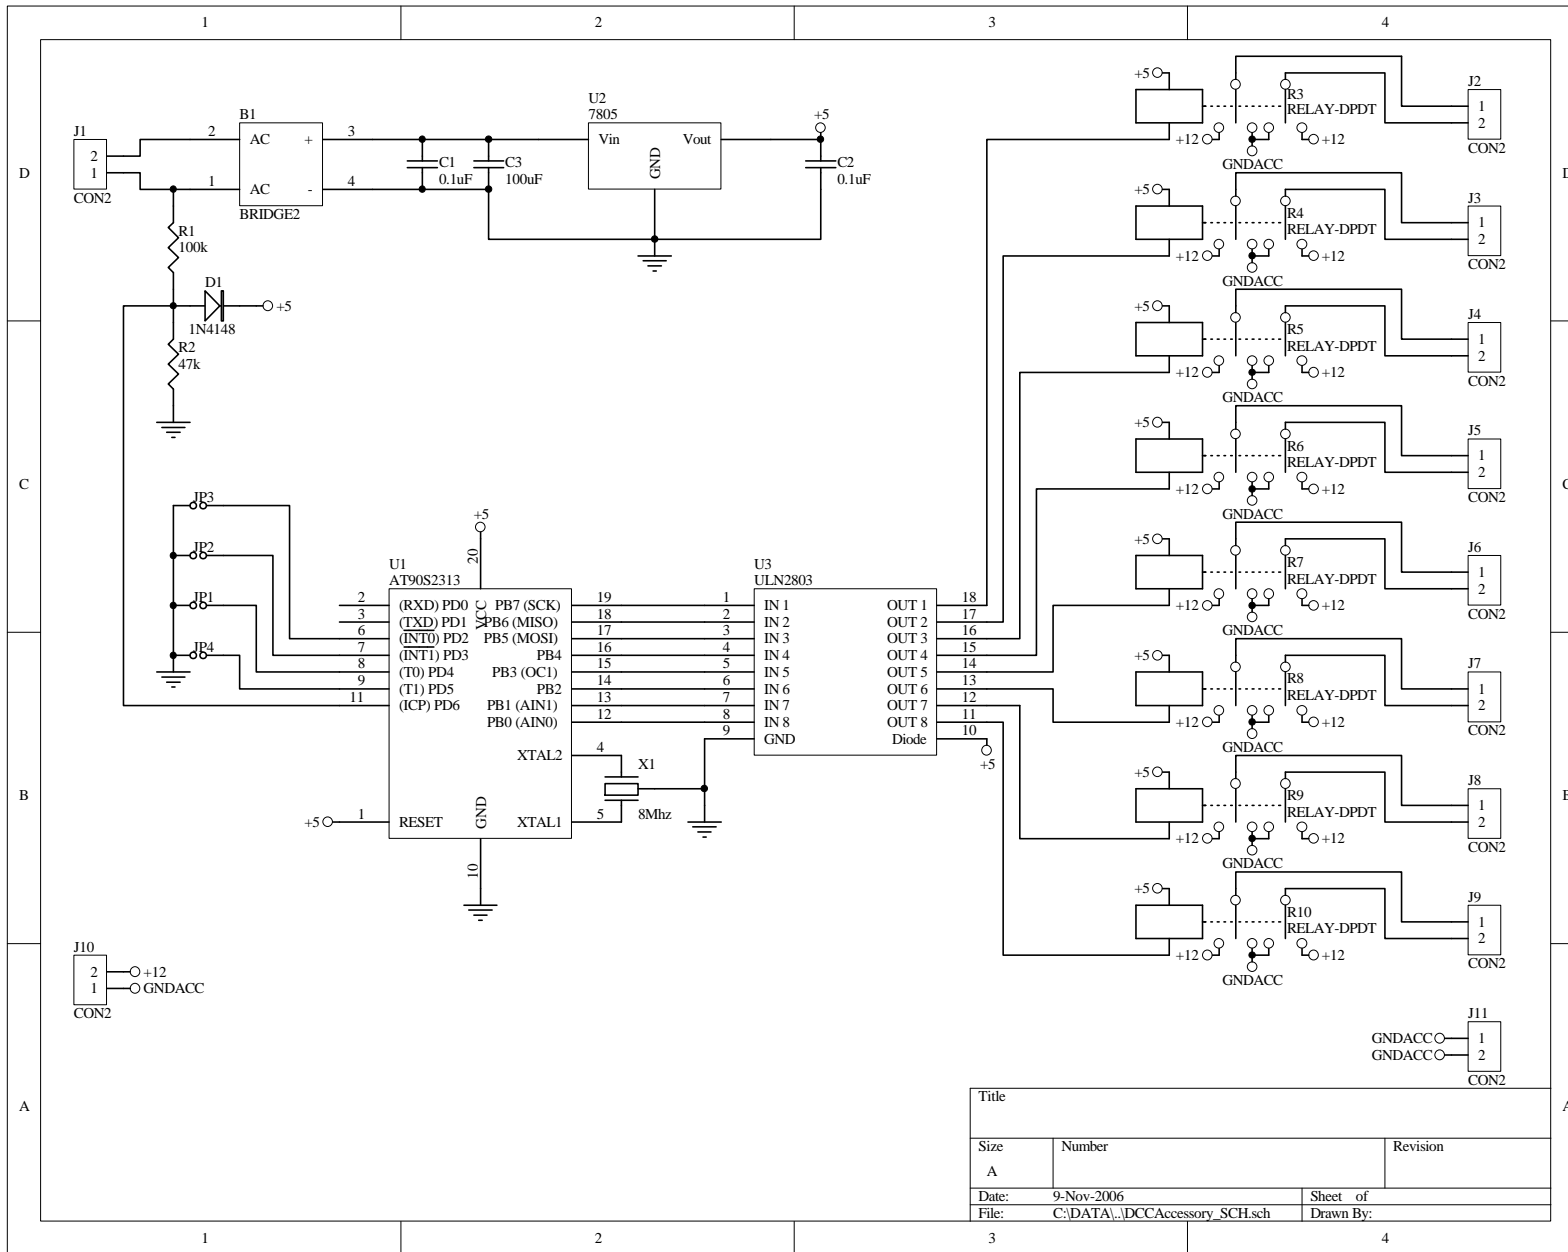 1 2 3 4
D
C
B
A
J1
2
1
CON2
B1
2 AC + 3
1 AC - 4
BRIDGE2
C1
0.1uF
C3
100uF
U2
7805
Vin Vout
GND
+5
C2
0.1uF
R1
100k
D1
+5
1N4148
R2
47k
JP3
JP2
JP1
JP4
+5
20
U1
AT90S2313
VCC
2 (RXD) PD0 PB7 (SCK) 19
3 (TXD) PD1 PB6 (MISO) 18
6 (INT0) PD2 PB5 (MOSI) 17
7 (INT1) PD3 PB4 16
8 (T0) PD4 PB3 (OC1) 15
9 (T1) PD5 PB2 14
11 (ICP) PD6 PB1 (AIN1) 13
PB0 (AIN0) 12
XTAL2 4
+5 1 RESET XTAL1 5
GND
10
X1
8Mhz
U3
ULN2803
1 IN 1 OUT 1 18
2 IN 2 OUT 2 17
3 IN 3 OUT 3 16
4 IN 4 OUT 4 15
5 IN 5 OUT 5 14
6 IN 6 OUT 6 13
7 IN 7 OUT 7 12
8 IN 8 OUT 8 11
9 GND Diode 10
+5
+5
R3
RELAY-DPDT
+12 +12
GNDACC
J2
1
2
CON2
+5
R4
RELAY-DPDT
+12 +12
GNDACC
J3
1
2
CON2
+5
R5
RELAY-DPDT
+12 +12
GNDACC
J4
1
2
CON2
+5
R6
RELAY-DPDT
+12 +12
GNDACC
J5
1
2
CON2
+5
R7
RELAY-DPDT
+12 +12
GNDACC
J6
1
2
CON2
+5
R8
RELAY-DPDT
+12 +12
GNDACC
J7
1
2
CON2
+5
R9
RELAY-DPDT
+12 +12
GNDACC
J8
1
2
CON2
+5
R10
RELAY-DPDT
+12 +12
GNDACC
J9
1
2
CON2
J10
2 +12
1 GNDACC
CON2
J11
GNDACC 1
GNDACC 2
CON2
Title
Size Number Revision
A
Date: 9-Nov-2006 Sheet of
File: C:\DATA\..\DCCAccessory_SCH.sch Drawn By:
1 2 3 4